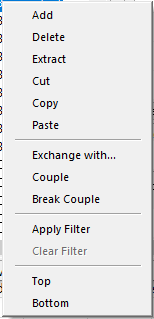 Add
Delete
Extract
Cut
Copy
Paste
Exchange with...
Couple
Break Couple
Apply Filter
Clear Filter
Top
Bottom